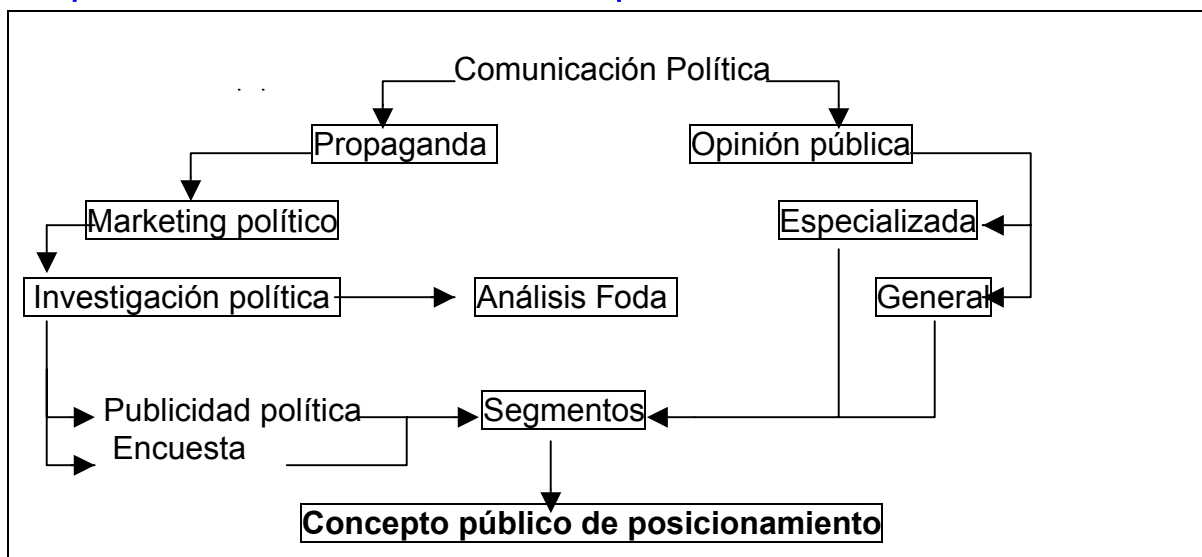 Comunicación Política
Propaganda
Opinión pública
Marketing político
Especializada
Investigación política
Análisis Foda
General
Publicidad política
Segmentos
Encuesta
Concepto público de posicionamiento